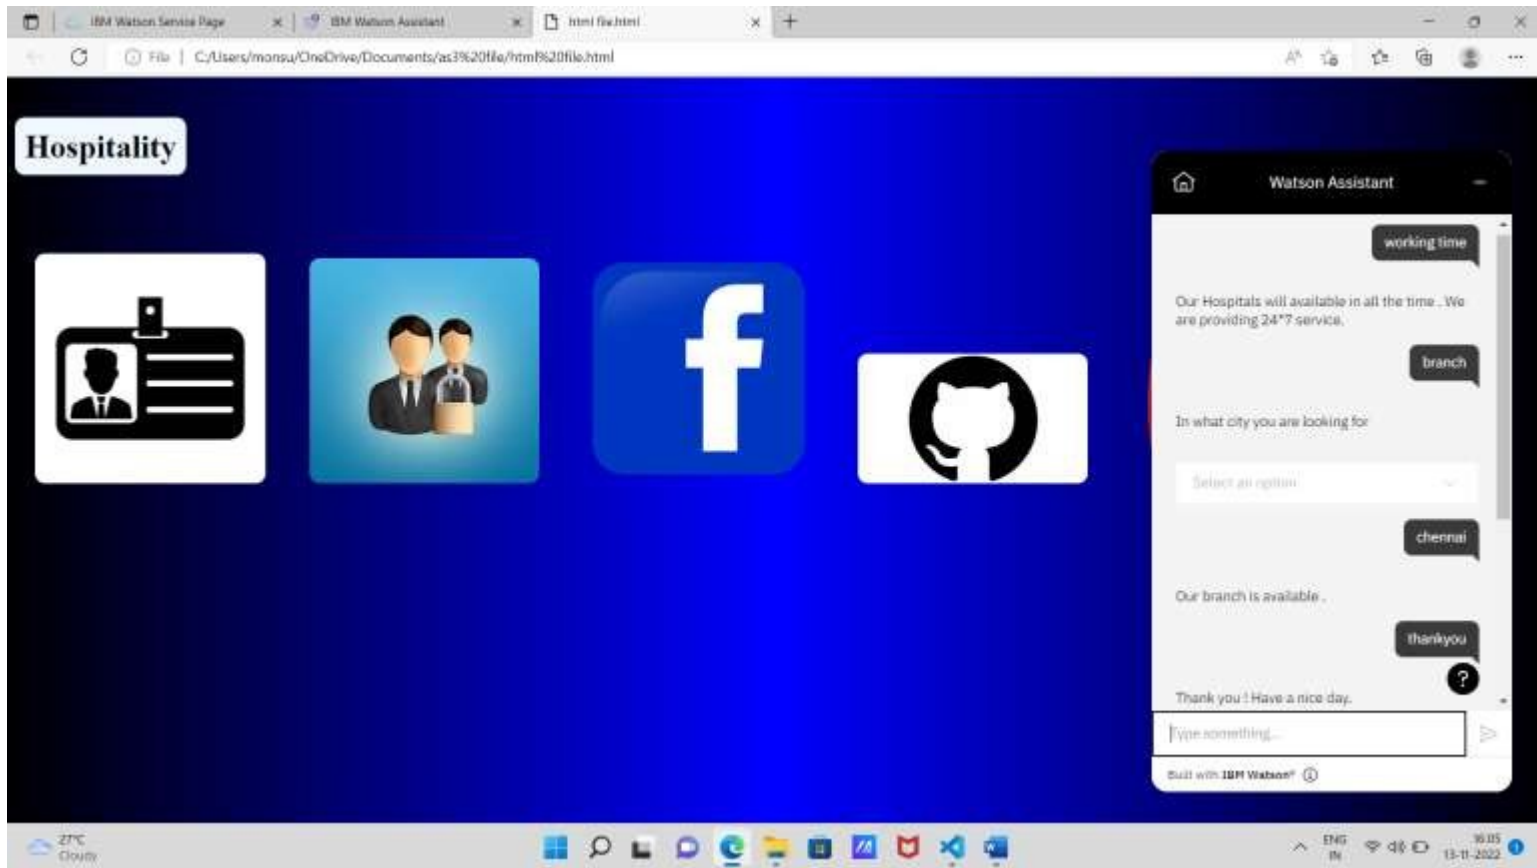 IBM Watson Service Page
IBM Watson Assistant
html file.html
File | C:/Users/monsu/OneDrive/Documents/as3%20file/html%20file.html
Hospitality
Watson Assistant
working time
Our Hospitals will available in all the time . We
are providing 24*7 service.
branch
In what city you are looking for
Select an option
chennai
Our branch is available .
thankyou
Thank you ! Have a nice day.
Type something...
Built with IBM Watson®
27°C
Cloudy
ENG
IN
16:05
13-11-2022